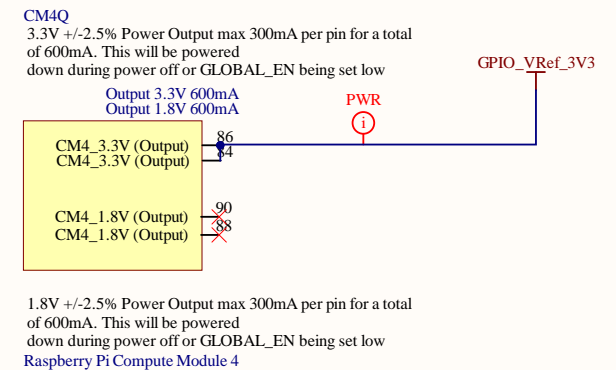 CM4Q
3.3V +/-2.5% Power Output max 300mA per pin for a total
of 600mA. This will be powered
down during power off or GLOBAL_EN being set low
GPIO_VRef_3V3
Output 3.3V 600mA
Output 1.8V 600mA
PWR
i
CM4_3.3V (Output) 86
CM4_3.3V (Output) 84
CM4_1.8V (Output) 90
CM4_1.8V (Output) 88
1.8V +/-2.5% Power Output max 300mA per pin for a total
of 600mA. This will be powered
down during power off or GLOBAL_EN being set low
Raspberry Pi Compute Module 4